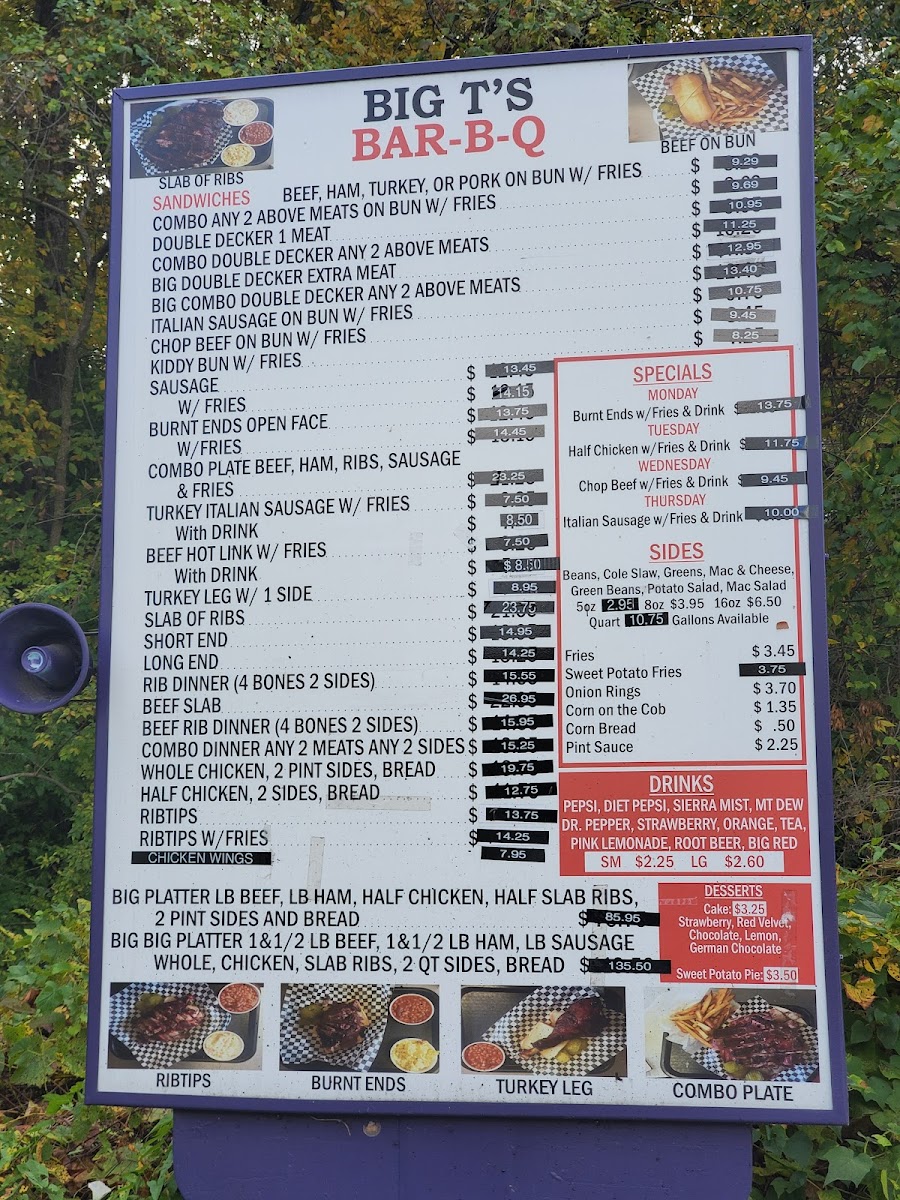 BIG T'S
BAR-B-Q
SLAB OF RIBS
BEEF ON BUN
SANDWICHES BEEF, HAM, TURKEY, OR PORK ON BUN W/ FRIES $ 9.29
COMBO ANY 2 ABOVE MEATS ON BUN W/ FRIES $ 9.69
DOUBLE DECKER 1 MEAT $ 10.95
COMBO DOUBLE DECKER ANY 2 ABOVE MEATS $ 11.25
BIG DOUBLE DECKER EXTRA MEAT $ 12.95
BIG COMBO DOUBLE DECKER ANY 2 ABOVE MEATS $ 13.40
ITALIAN SAUSAGE ON BUN W/ FRIES $ 10.75
CHOP BEEF ON BUN W/ FRIES $ 9.45
KIDDY BUN W/ FRIES $ 8.25
SAUSAGE $ 13.45
W/ FRIES $ 14.15
BURNT ENDS OPEN FACE $ 13.75
W/FRIES $ 14.45
COMBO PLATE BEEF, HAM, RIBS, SAUSAGE
& FRIES $ 23.25
TURKEY ITALIAN SAUSAGE W/ FRIES $ 7.50
With DRINK $ 8.50
BEEF HOT LINK W/ FRIES $ 7.50
With DRINK $ $8.50
TURKEY LEG W/ 1 SIDE $ 8.95
SLAB OF RIBS $ 23.75
SHORT END $ 14.95
LONG END $ 14.25
RIB DINNER (4 BONES 2 SIDES) $ 15.55
BEEF SLAB $ 26.95
BEEF RIB DINNER (4 BONES 2 SIDES) $ 15.95
COMBO DINNER ANY 2 MEATS ANY 2 SIDES $ 15.25
WHOLE CHICKEN, 2 PINT SIDES, BREAD $ 19.75
HALF CHICKEN, 2 SIDES, BREAD $ 12.75
RIBTIPS $ 13.75
RIBTIPS W/FRIES $ 14.25
CHICKEN WINGS 7.95
SPECIALS
MONDAY
Burnt Ends w/Fries & Drink $ 13.75
TUESDAY
Half Chicken w/Fries & Drink $ 11.75
WEDNESDAY
Chop Beef w/Fries & Drink $ 9.45
THURSDAY
Italian Sausage w/Fries & Drink 10.00
SIDES
Beans, Cole Slaw, Greens, Mac & Cheese,
Green Beans, Potato Salad, Mac Salad
5oz 2.95 8oz $3.95 16oz $6.50
Quart 10.75 Gallons Available
Fries $ 3.45
Sweet Potato Fries 3.75
Onion Rings $ 3.70
Corn on the Cob $ 1.35
Corn Bread $ .50
Pint Sauce $ 2.25
DRINKS
PEPSI, DIET PEPSI, SIERRA MIST, MT DEW
DR. PEPPER, STRAWBERRY, ORANGE, TEA,
PINK LEMONADE, ROOT BEER, BIG RED
SM $2.25 LG $2.60
BIG PLATTER LB BEEF, LB HAM, HALF CHICKEN, HALF SLAB RIBS,
2 PINT SIDES AND BREAD $ 85.95
BIG BIG PLATTER 1&1/2 LB BEEF, 1&1/2 LB HAM, LB SAUSAGE
WHOLE, CHICKEN, SLAB RIBS, 2 QT SIDES, BREAD $ 135.50
DESSERTS
Cake: $3.25
Strawberry, Red Velvet,
Chocolate, Lemon,
German Chocolate
Sweet Potato Pie: $3.50
RIBTIPS
BURNT ENDS
TURKEY LEG
COMBO PLATE